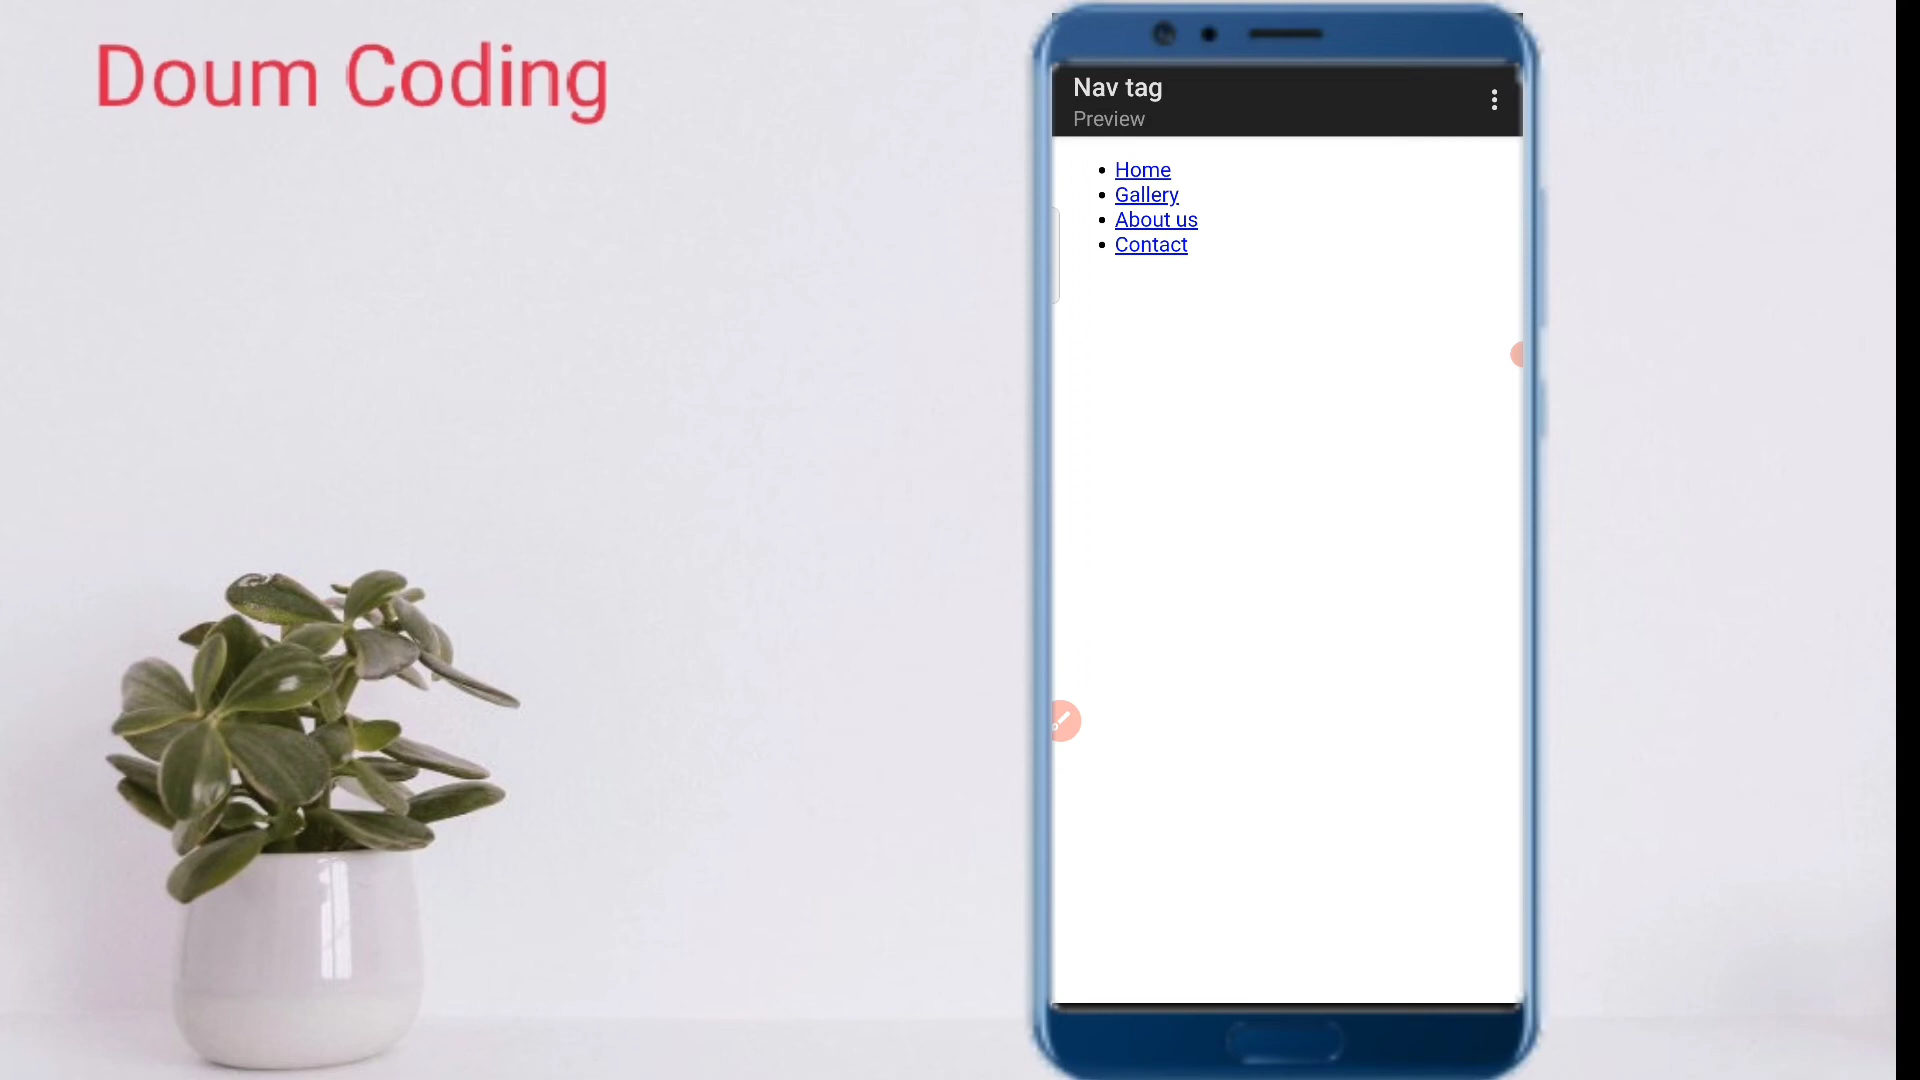 Doum Coding
Nav tag
Preview
Home
Gallery
About us
Contact